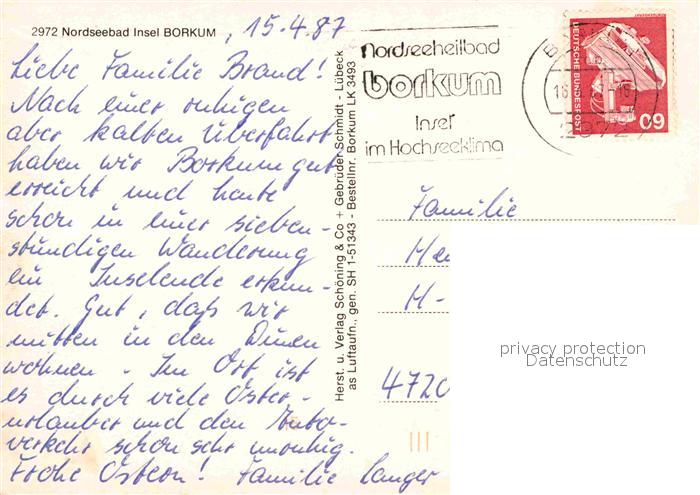 2972 Nordseebad Insel BORKUM , 15.4.87
Liebe Familie Brand!
Nach einer ruhigen
aber kalten Überfahrt
haben wir Borkum gut
erreicht und heute
schon in einer sieben-
stündigen Wanderung
ein Inselende erkun-
det. Gut, daß wir
mitten in den Dünen
wohnen. Im Ort ist
es durch viele Oster-
urlauber und den Auto-
verkehr schon sehr unruhig.
Frohe Ostern! Familie Langer
Herst. u. Verlag Schöning & Co + Gebrüder Schmidt - Lübeck
as Luftaufn., gen. SH 1-51343 - Bestellnr. Borkum LK 3493
Nordseeheilbad
borkum
Insel
im Hochseeklima
2972
DEUTSCHE BUNDESPOST
60
Familie
H-
4720
privacy protection
Datenschutz